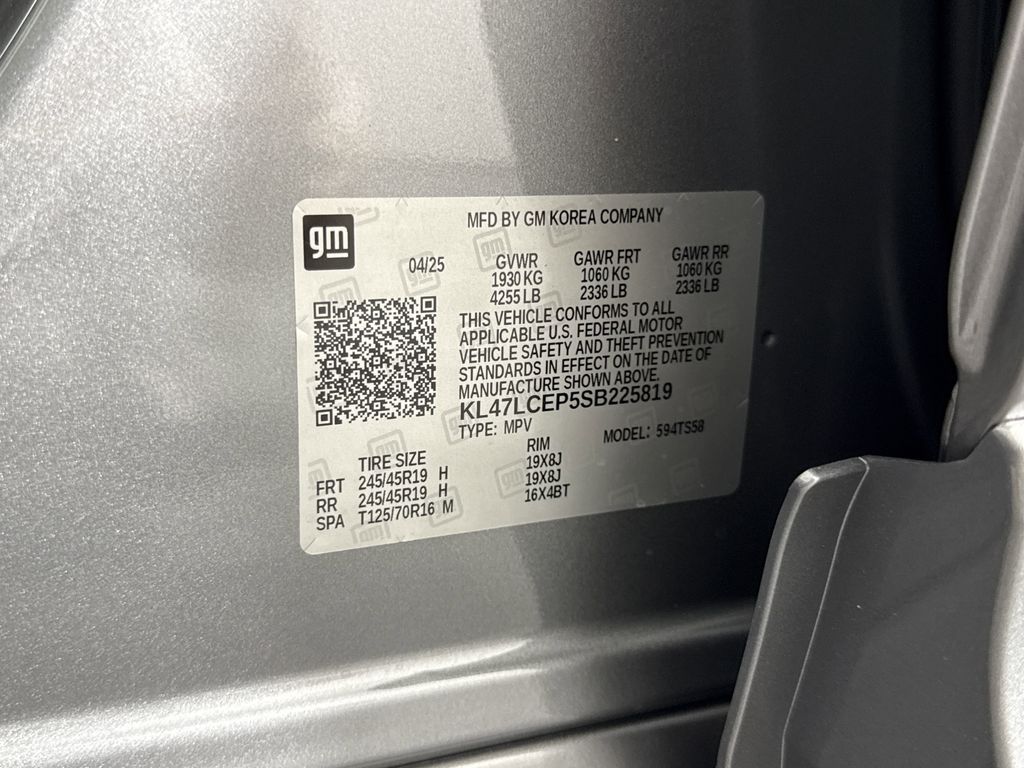 gm
MFD BY GM KOREA COMPANY
04/25 GVWR GAWR FRT GAWR RR
1930 KG 1060 KG 1060 KG
4255 LB 2336 LB 2336 LB
THIS VEHICLE CONFORMS TO ALL
APPLICABLE U.S. FEDERAL MOTOR
VEHICLE SAFETY AND THEFT PREVENTION
STANDARDS IN EFFECT ON THE DATE OF
MANUFACTURE SHOWN ABOVE.
KL47LCEP5SB225819
TYPE: MPV MODEL: 594TS58
TIRE SIZE RIM
FRT 245/45R19 H 19X8J
RR 245/45R19 H 19X8J
SPA T125/70R16 M 16X4BT